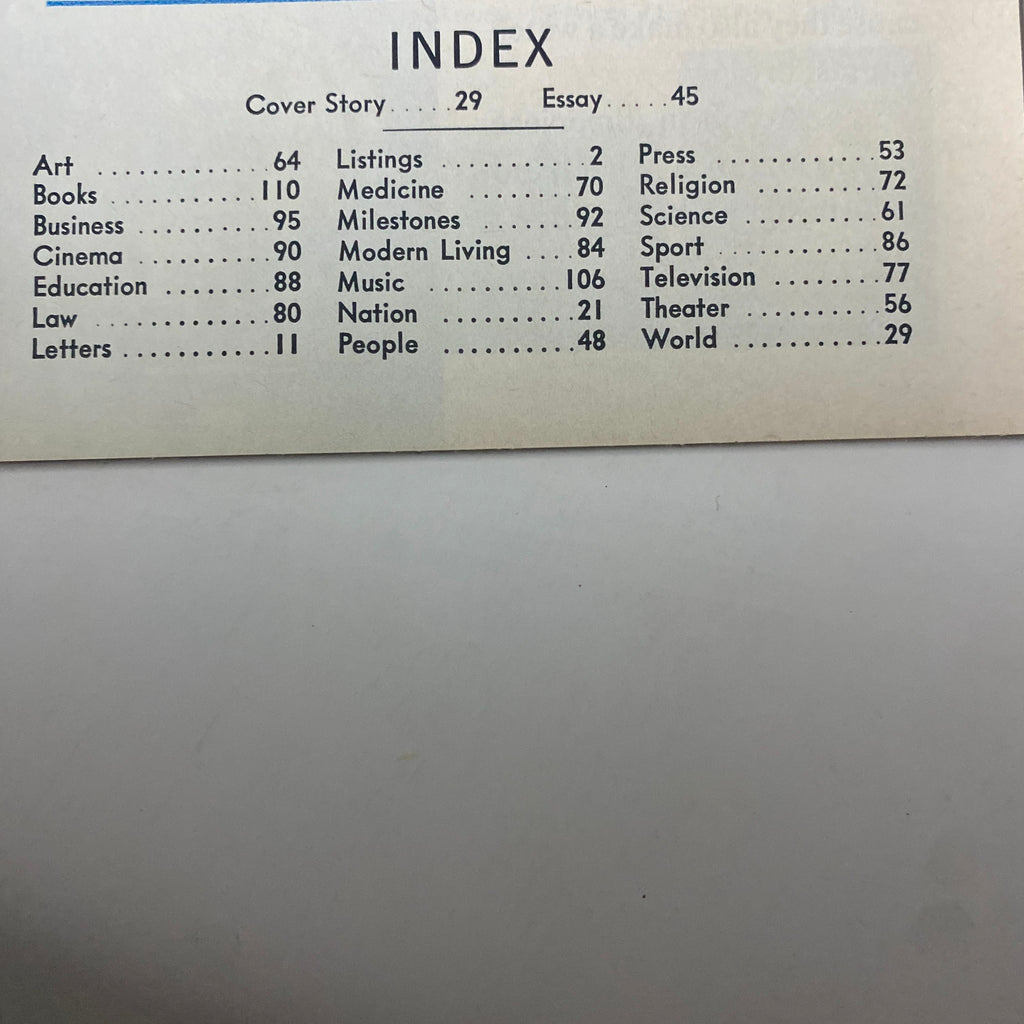 INDEX
Cover Story.....29 Essay.....45
Art .............64
Books ...........110
Business ..........95
Cinema ..........90
Education ........88
Law .............80
Letters ...........11
Listings ...........2
Medicine .......70
Milestones .......92
Modern Living ....84
Music ..........106
Nation ..........21
People ..........48
Press ............53
Religion .........72
Science ..........61
Sport ............86
Television ........77
Theater ..........56
World ...........29